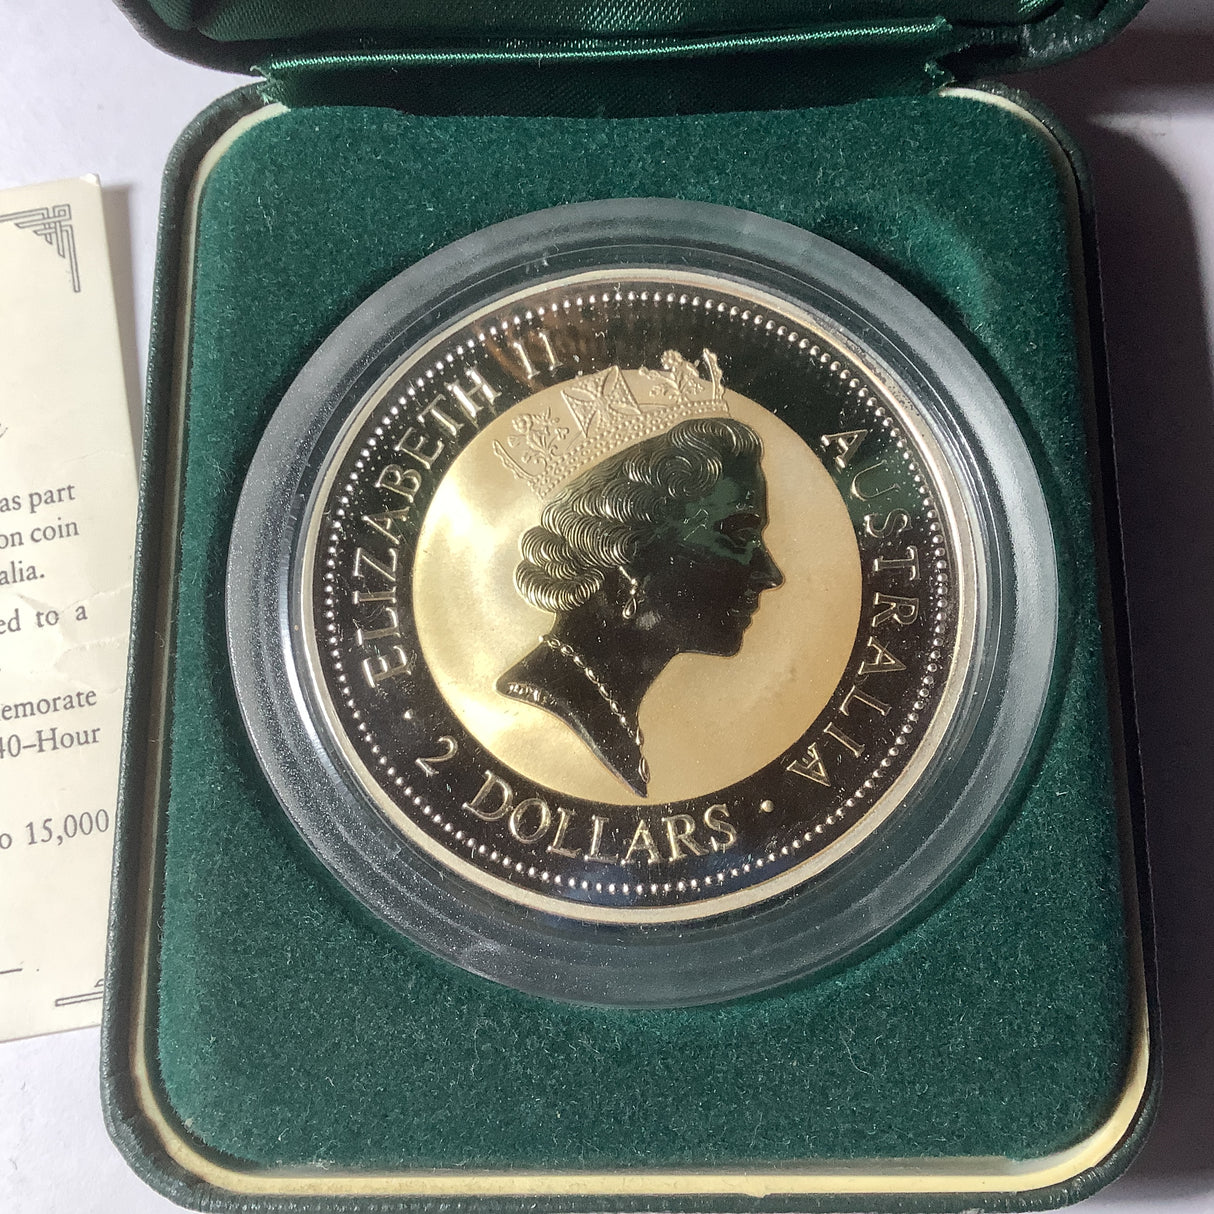 ELIZABETH II
AUSTRALIA
· 2 DOLLARS ·
as part
on coin
alia.
ed to a
emorate
40–Hour
o 15,000